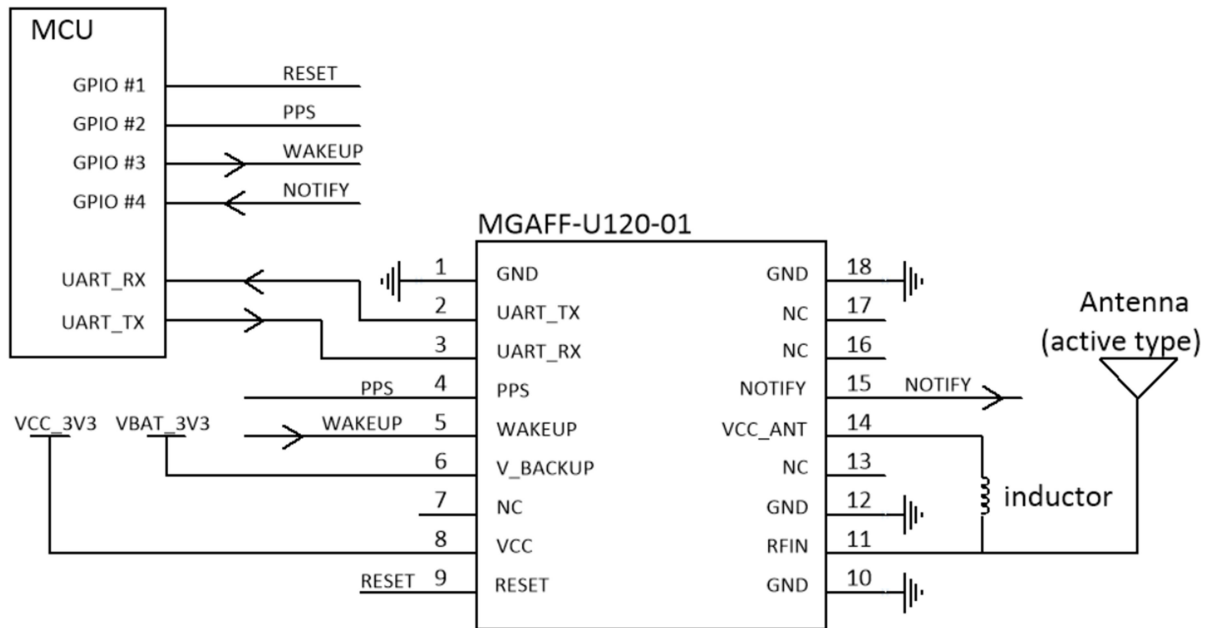 MCU
GPIO #1
RESET
GPIO #2
PPS
GPIO #3
WAKEUP
GPIO #4
NOTIFY
UART_RX
UART_TX
MGAFF-U120-01
1 GND
GND 18
2 UART_TX
NC 17
3 UART_RX
NC 16
PPS 4 PPS
NOTIFY 15 NOTIFY
WAKEUP 5 WAKEUP
VCC_ANT 14
VCC_3V3 VBAT_3V3
6 V_BACKUP
NC 13
7 NC
GND 12
8 VCC
RFIN 11
RESET 9 RESET
GND 10
inductor
Antenna
(active type)